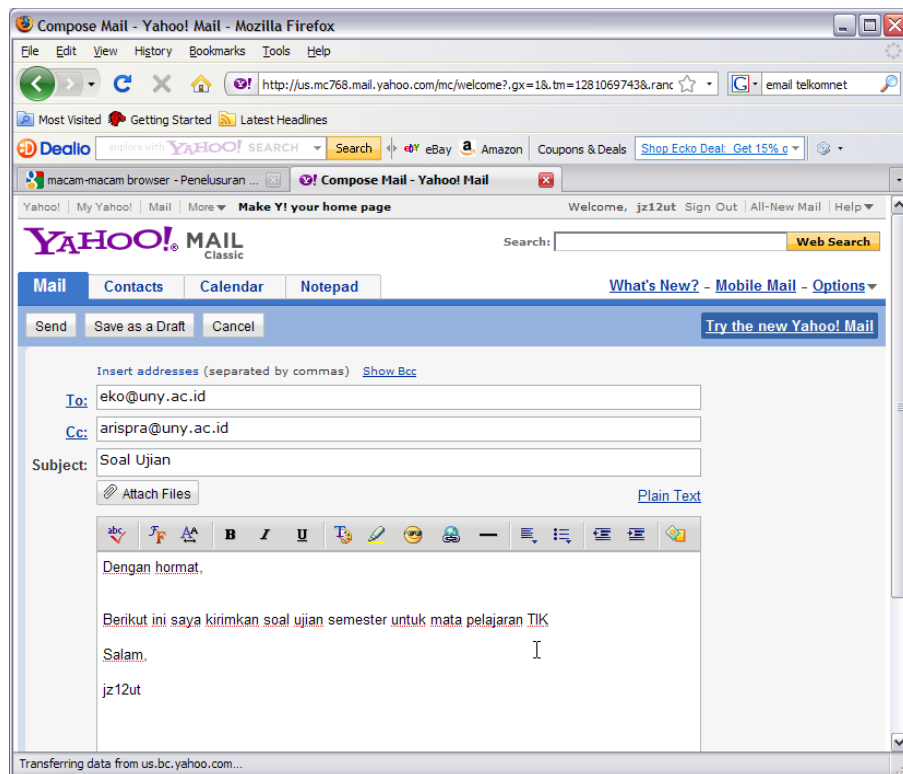 Compose Mail - Yahoo! Mail - Mozilla Firefox
File Edit View History Bookmarks Tools Help
http://us.mc768.mail.yahoo.com/mc/welcome?.gx=1&.tm=1281069743&.ranc G email telkomnet
Most Visited Getting Started Latest Headlines
Dealio explore with YAHOO! SEARCH Search eBay Amazon Coupons & Deals Shop Ecko Deal: Get 15% o
macam-macam browser - Penelusuran ... Compose Mail - Yahoo! Mail
Yahoo! My Yahoo! Mail More Make Y! your home page Welcome, jz12ut Sign Out All-New Mail Help
YAHOO!® MAIL Search: Web Search
Classic
Mail Contacts Calendar Notepad What's New? - Mobile Mail - Options
Send Save as a Draft Cancel Try the new Yahoo! Mail
Insert addresses (separated by commas) Show Bcc
To: eko@uny.ac.id
Cc: arispra@uny.ac.id
Subject: Soal Ujian
Attach Files Plain Text
abc B I U
Dengan hormat,
Berikut ini saya kirimkan soal ujian semester untuk mata pelajaran TIK
Salam,
jz12ut
Transferring data from us.bc.yahoo.com...